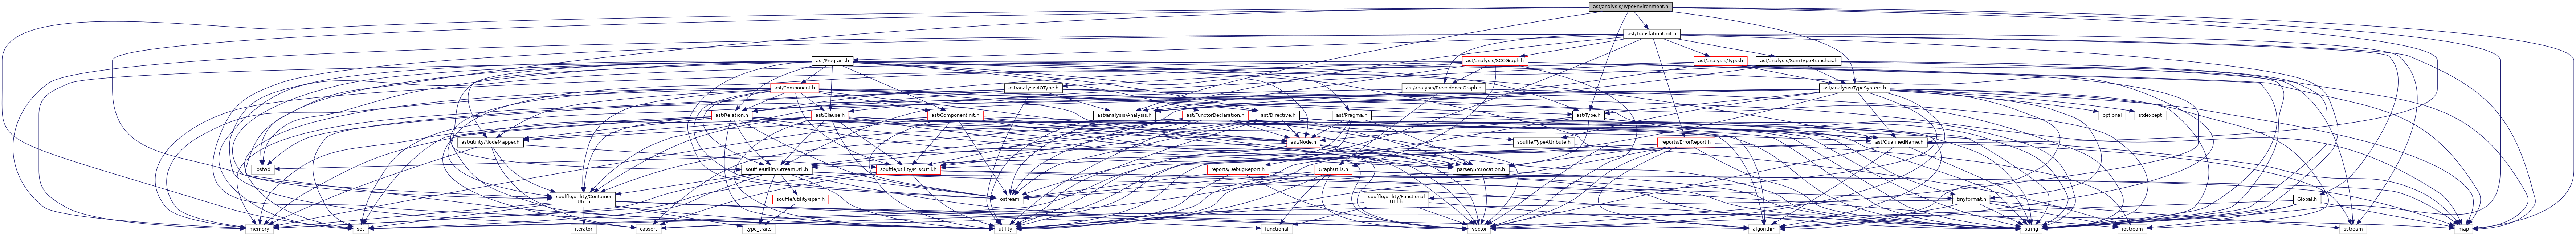 ast/analysis/TypeEnvironment.h
ast/TranslationUnit.h
ast/Program.h
ast/analysis/SCCGraph.h
ast/analysis/Type.h
ast/analysis/SumTypeBranches.h
ast/Component.h
ast/analysis/IOType.h
ast/analysis/PrecedenceGraph.h
ast/analysis/TypeSystem.h
ast/Relation.h
ast/Clause.h
ast/ComponentInit.h
ast/analysis/Analysis.h
ast/FunctorDeclaration.h
ast/Directive.h
ast/Pragma.h
ast/Type.h
optional
stdexcept
ast/utility/NodeMapper.h
ast/Node.h
souffle/TypeAttribute.h
reports/ErrorReport.h
ast/QualifiedName.h
iosfwd
souffle/utility/StreamUtil.h
souffle/utility/MiscUtil.h
reports/DebugReport.h
GraphUtils.h
parser/SrcLocation.h
souffle/utility/Container
Util.h
souffle/utility/span.h
ostream
souffle/utility/Functional
Util.h
tinyformat.h
Global.h
memory
set
iterator
cassert
type_traits
utility
functional
vector
algorithm
string
iostream
sstream
map